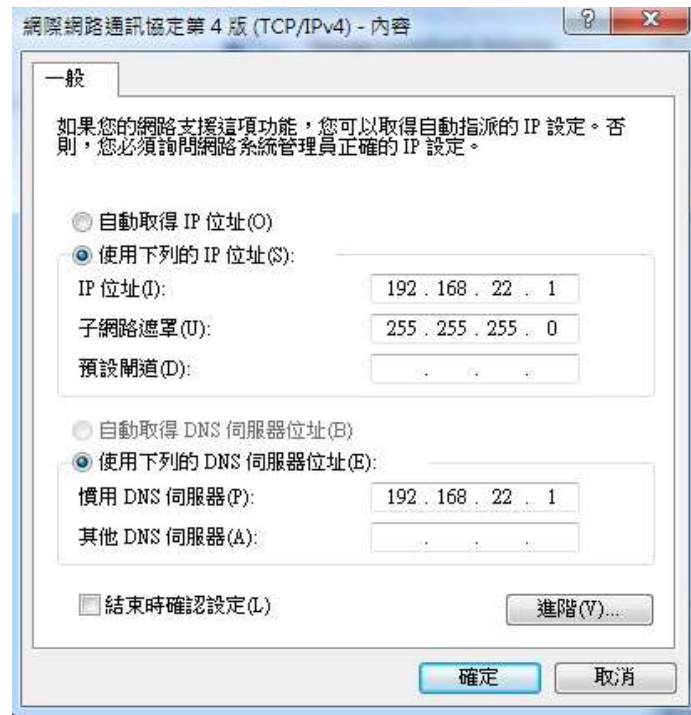 網際網路通訊協定第 4 版 (TCP/IPv4) - 內容
一般
如果您的網路支援這項功能，您可以取得自動指派的 IP 設定。否
則，您必須詢問網路系統管理員正確的 IP 設定。
自動取得 IP 位址(O)
使用下列的 IP 位址(S):
IP 位址(I): 192 . 168 . 22 . 1
子網路遮罩(U): 255 . 255 . 255 . 0
預設閘道(D): . . .
自動取得 DNS 伺服器位址(B)
使用下列的 DNS 伺服器位址(E):
慣用 DNS 伺服器(P): 192 . 168 . 22 . 1
其他 DNS 伺服器(A): . . .
結束時確認設定(L)
進階(V)...
確定 取消